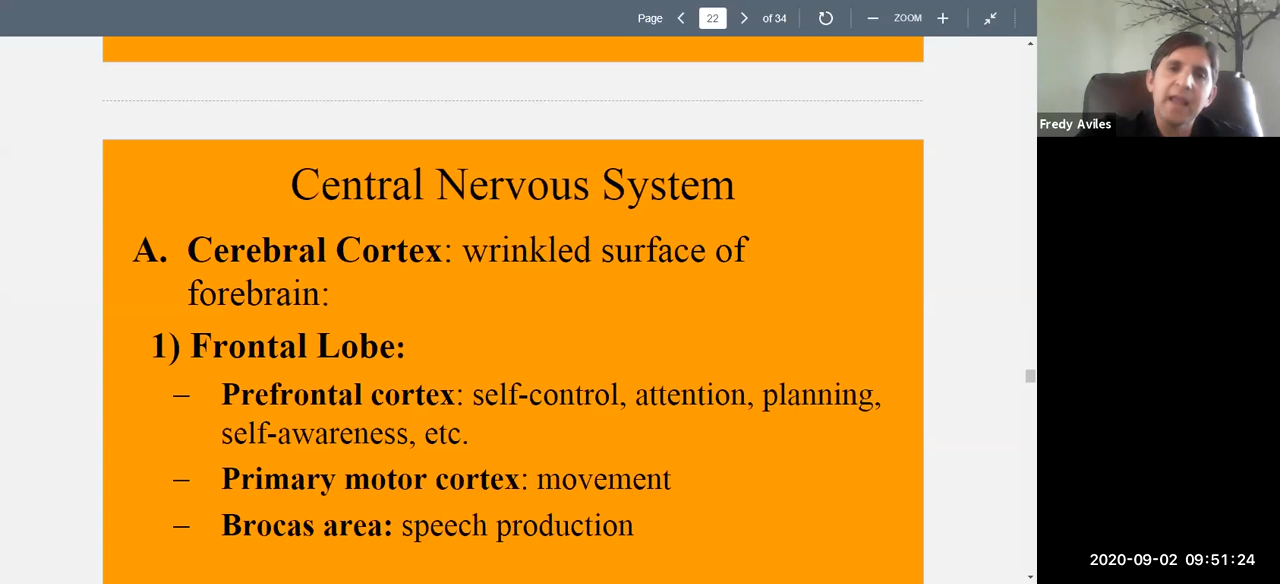 Page 22 of 34 ZOOM
Fredy Aviles
Central Nervous System
A. Cerebral Cortex: wrinkled surface of
forebrain:
1) Frontal Lobe:
– Prefrontal cortex: self-control, attention, planning,
self-awareness, etc.
– Primary motor cortex: movement
– Brocas area: speech production
2020-09-02 09:51:24